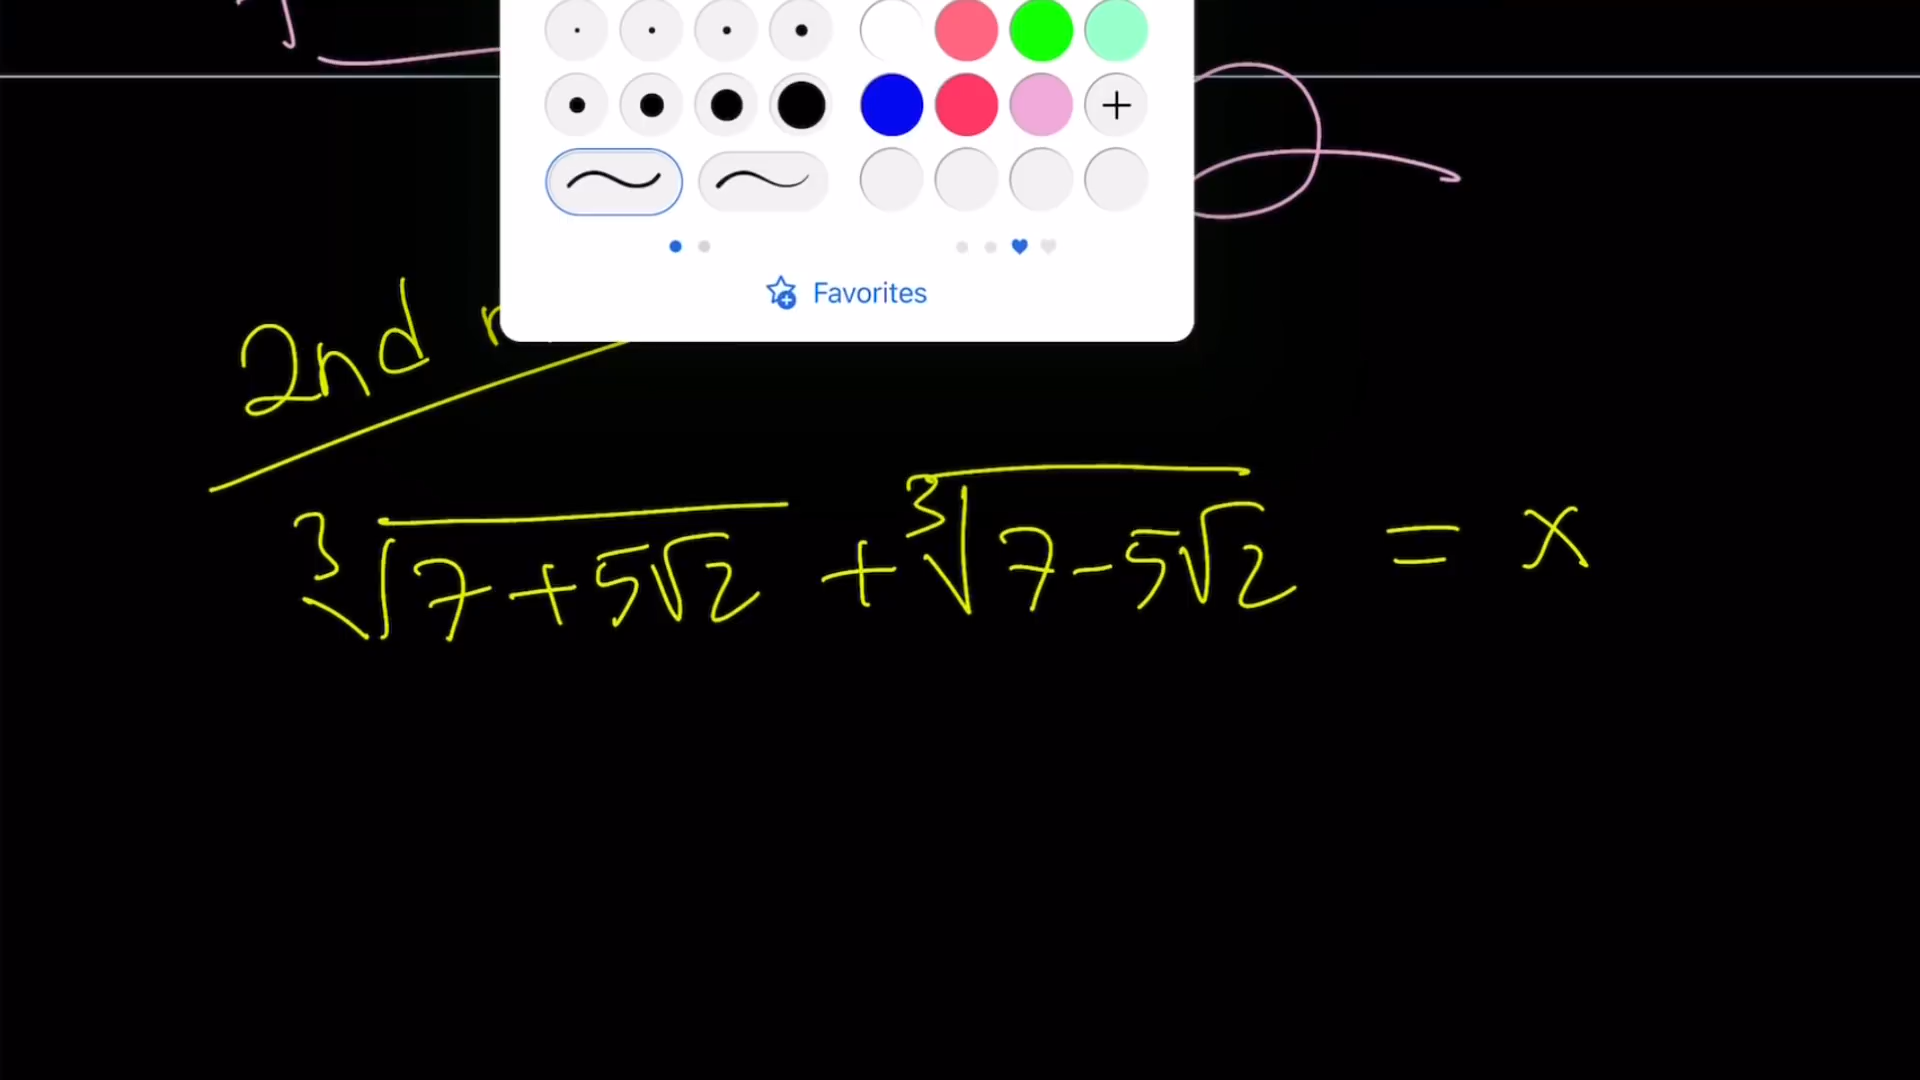 Favorites
2nd
∛(7+5√2) + ∛(7-5√2) = x